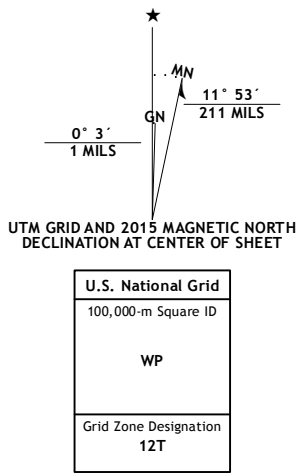 MN
11° 53´
211 MILS
GN
0° 3´
1 MILS
UTM GRID AND 2015 MAGNETIC NORTH
DECLINATION AT CENTER OF SHEET
U.S. National Grid
100,000-m Square ID
WP
Grid Zone Designation
12T